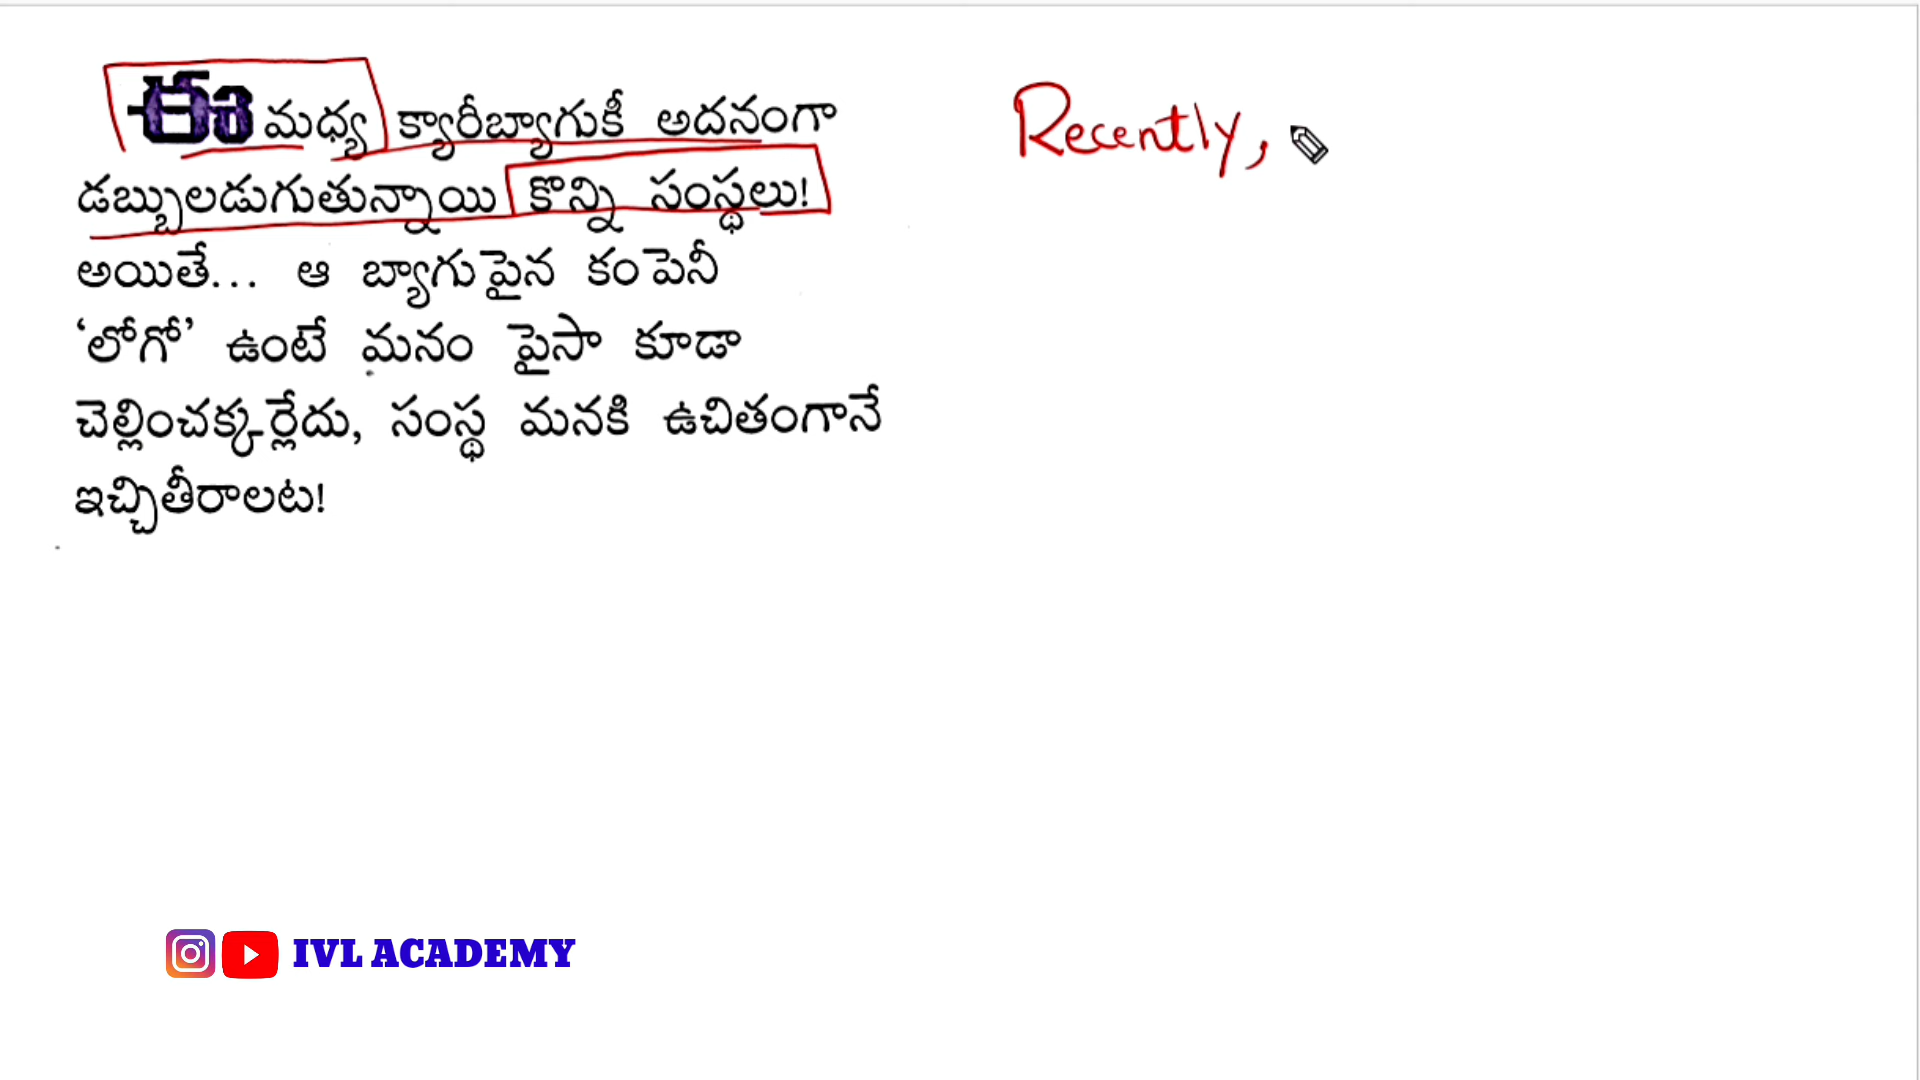 ఈ మధ్య క్యారీబ్యాగుకీ అదనంగా
డబ్బులడుగుతున్నాయి కొన్ని సంస్థలు!
అయితే... ఆ బ్యాగుపైన కంపెనీ
‘లోగో’ ఉంటే మనం పైసా కూడా
చెల్లించక్కర్లేదు, సంస్థ మనకి ఉచితంగానే
ఇచ్చితీరాలట!
Recently,
IVL ACADEMY